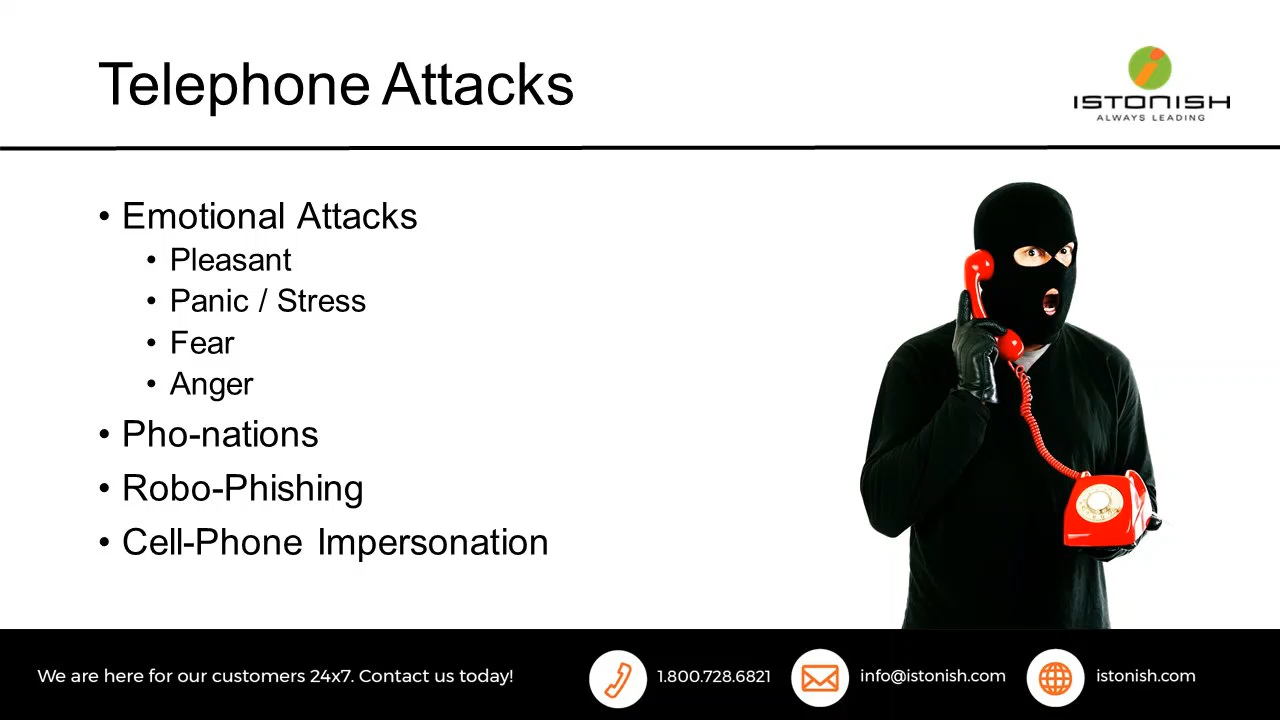 Telephone Attacks
ISTONISH
ALWAYS LEADING
• Emotional Attacks
• Pleasant
• Panic / Stress
• Fear
• Anger
• Pho-nations
• Robo-Phishing
• Cell-Phone Impersonation
We are here for our customers 24x7. Contact us today!
1.800.728.6821
info@istonish.com
istonish.com